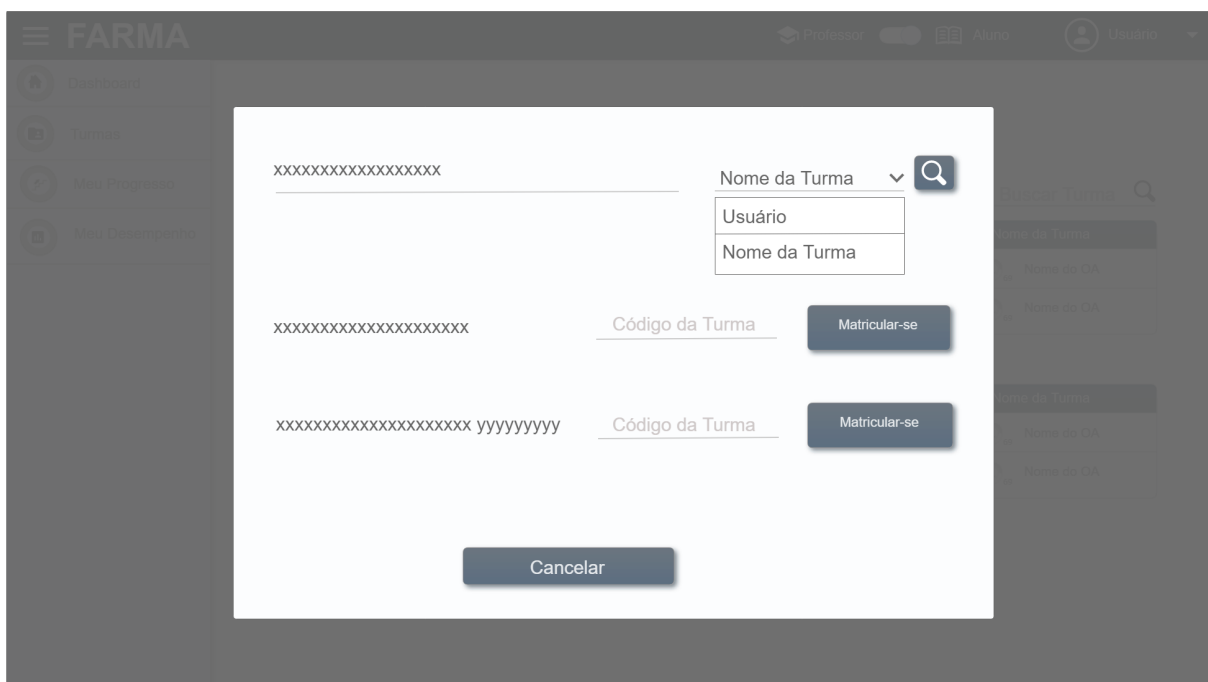 FARMA
Professor Aluno Usuário
Dashboard
Turmas
Meu Progresso
Meu Desempenho
xxxxxxxxxxxxxxxxxx
Nome da Turma
Usuário
Nome da Turma
xxxxxxxxxxxxxxxxxxxxx
Código da Turma
Matricular-se
xxxxxxxxxxxxxxxxxxxxx yyyyyyyyy
Código da Turma
Matricular-se
Cancelar
Buscar Turma
Nome da Turma
Nome do OA
Nome do OA
Nome da Turma
Nome do OA
Nome do OA